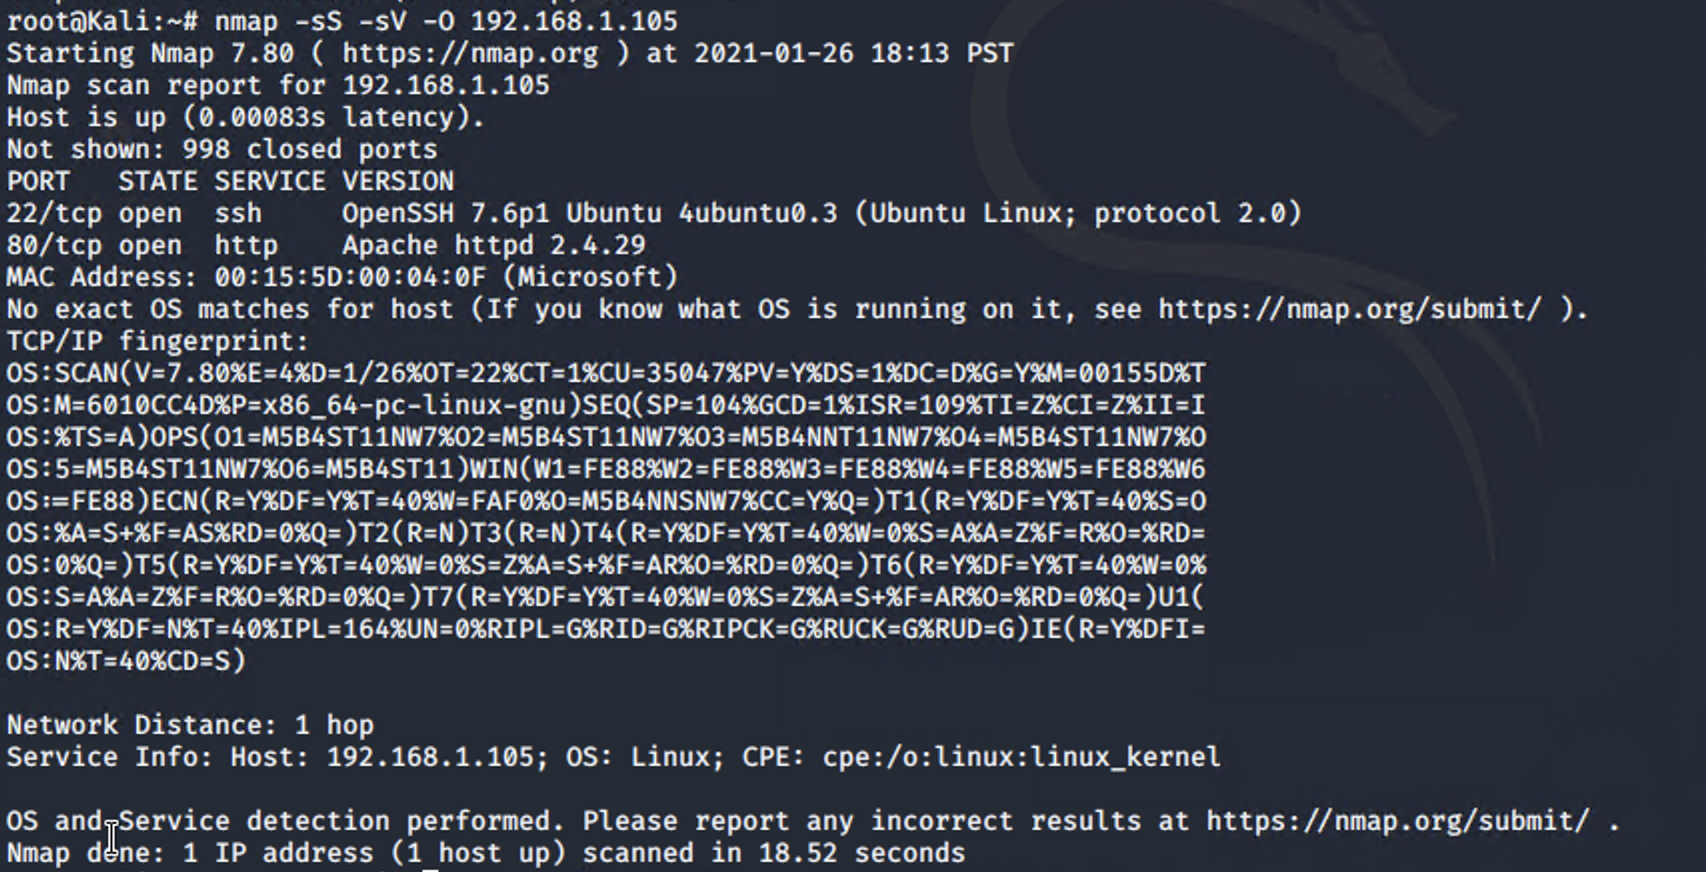 root@Kali:~# nmap -sS -sV -O 192.168.1.105
Starting Nmap 7.80 ( https://nmap.org ) at 2021-01-26 18:13 PST
Nmap scan report for 192.168.1.105
Host is up (0.00083s latency).
Not shown: 998 closed ports
PORT   STATE SERVICE VERSION
22/tcp open  ssh     OpenSSH 7.6p1 Ubuntu 4ubuntu0.3 (Ubuntu Linux; protocol 2.0)
80/tcp open  http    Apache httpd 2.4.29
MAC Address: 00:15:5D:00:04:0F (Microsoft)
No exact OS matches for host (If you know what OS is running on it, see https://nmap.org/submit/ ).
TCP/IP fingerprint:
OS:SCAN(V=7.80%E=4%D=1/26%OT=22%CT=1%CU=35047%PV=Y%DS=1%DC=D%G=Y%M=00155D%T
OS:M=6010CC4D%P=x86_64-pc-linux-gnu)SEQ(SP=104%GCD=1%ISR=109%TI=Z%CI=Z%II=I
OS:%TS=A)OPS(O1=M5B4ST11NW7%O2=M5B4ST11NW7%O3=M5B4NNT11NW7%O4=M5B4ST11NW7%O
OS:5=M5B4ST11NW7%O6=M5B4ST11)WIN(W1=FE88%W2=FE88%W3=FE88%W4=FE88%W5=FE88%W6
OS:=FE88)ECN(R=Y%DF=Y%T=40%W=FAF0%O=M5B4NNSNW7%CC=Y%Q=)T1(R=Y%DF=Y%T=40%S=O
OS:%A=S+%F=AS%RD=0%Q=)T2(R=N)T3(R=N)T4(R=Y%DF=Y%T=40%W=0%S=A%A=Z%F=R%O=%RD=
OS:0%Q=)T5(R=Y%DF=Y%T=40%W=0%S=Z%A=S+%F=AR%O=%RD=0%Q=)T6(R=Y%DF=Y%T=40%W=0%
OS:S=A%A=Z%F=R%O=%RD=0%Q=)T7(R=Y%DF=Y%T=40%W=0%S=Z%A=S+%F=AR%O=%RD=0%Q=)U1(
OS:R=Y%DF=N%T=40%IPL=164%UN=0%RIPL=G%RID=G%RIPCK=G%RUCK=G%RUD=G)IE(R=Y%DFI=
OS:N%T=40%CD=S)
Network Distance: 1 hop
Service Info: Host: 192.168.1.105; OS: Linux; CPE: cpe:/o:linux:linux_kernel
OS and Service detection performed. Please report any incorrect results at https://nmap.org/submit/ .
Nmap done: 1 IP address (1 host up) scanned in 18.52 seconds